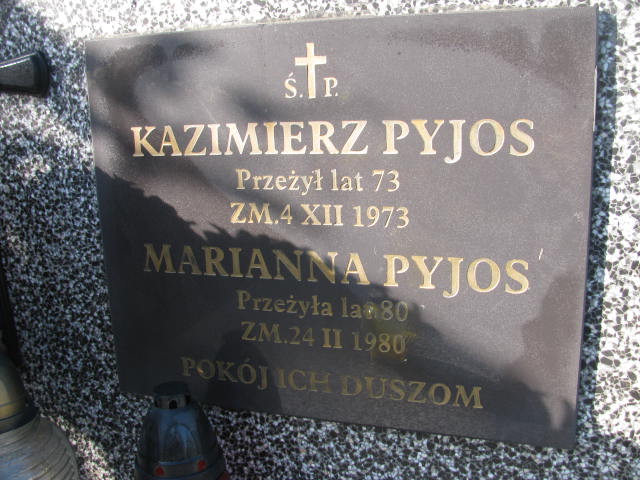 Ś.P.
KAZIMIERZ PYJOS
Przeżył lat 73
ZM.4 XII 1973
MARIANNA PYJOS
Przeżyła lat 80
ZM.24 II 1980
POKÓJ ICH DUSZOM